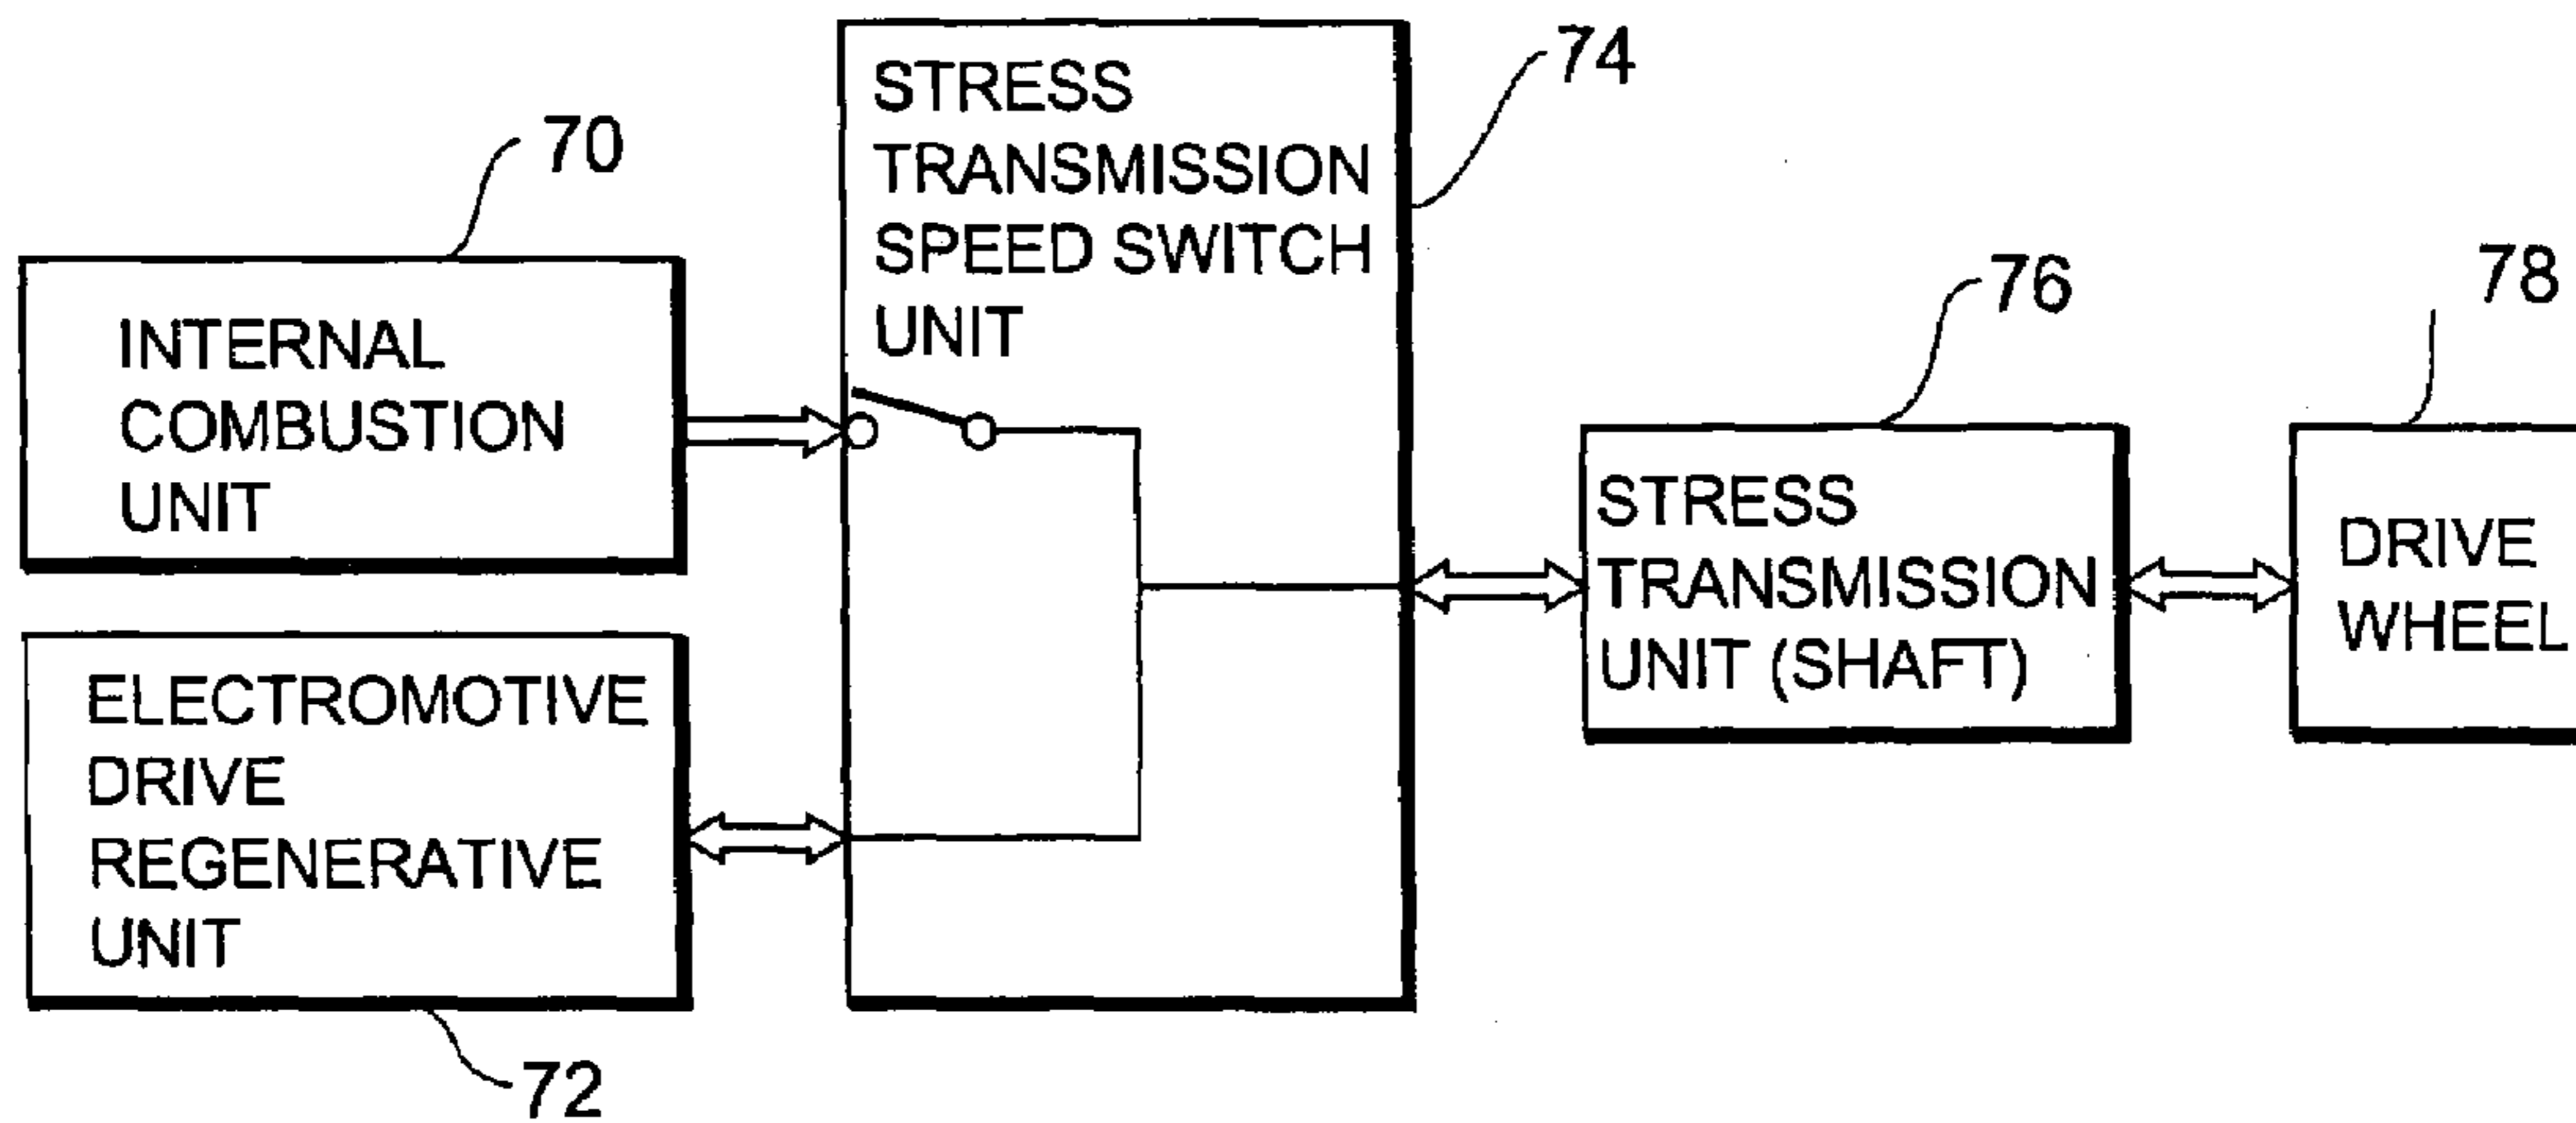 70
INTERNAL
COMBUSTION
UNIT
ELECTROMOTIVE
DRIVE
REGENERATIVE
UNIT
72
STRESS
TRANSMISSION
SPEED SWITCH
UNIT
74
STRESS
TRANSMISSION
UNIT (SHAFT)
76
DRIVE
WHEEL
78